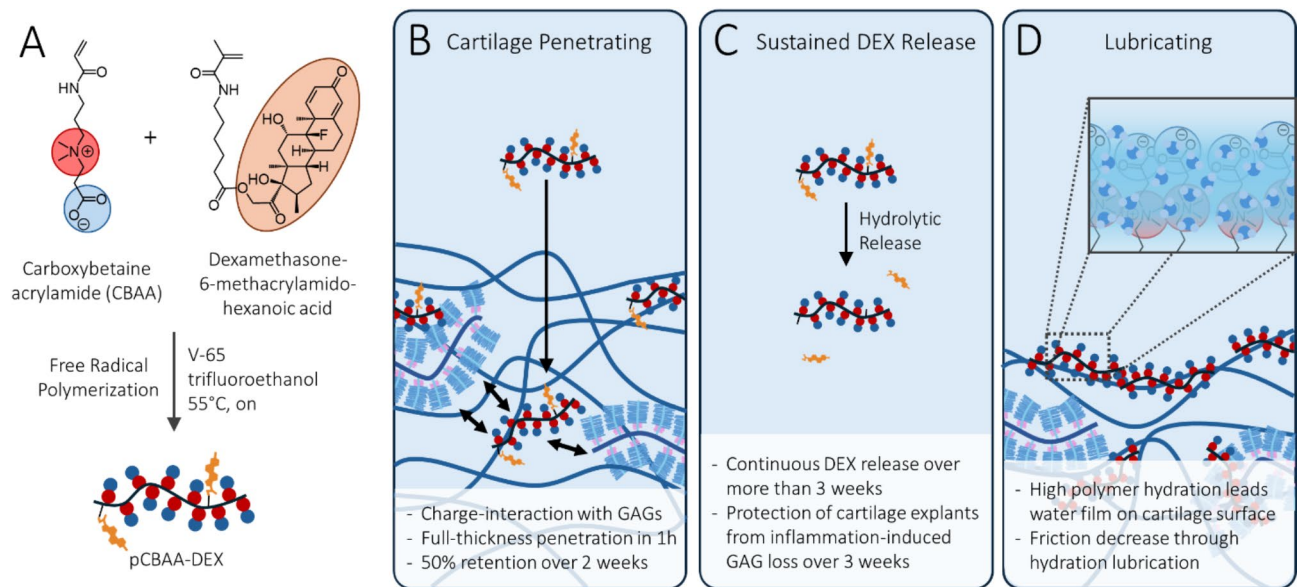 A
O
HN
N
+
O
O
⊖
+
O
HN
O
HO
F
H
H
HO
O
O
O
Carboxybetaine
acrylamide (CBAA)
Dexamethasone-
6-methacrylamido-
hexanoic acid
Free Radical
Polymerization
V-65
trifluoroethanol
55°C, on
pCBAA-DEX
B Cartilage Penetrating
- Charge-interaction with GAGs
- Full-thickness penetration in 1h
- 50% retention over 2 weeks
C Sustained DEX Release
Hydrolytic
Release
- Continuous DEX release over
more than 3 weeks
- Protection of cartilage explants
from inflammation-induced
GAG loss over 3 weeks
D Lubricating
- High polymer hydration leads
water film on cartilage surface
- Friction decrease through
hydration lubrication